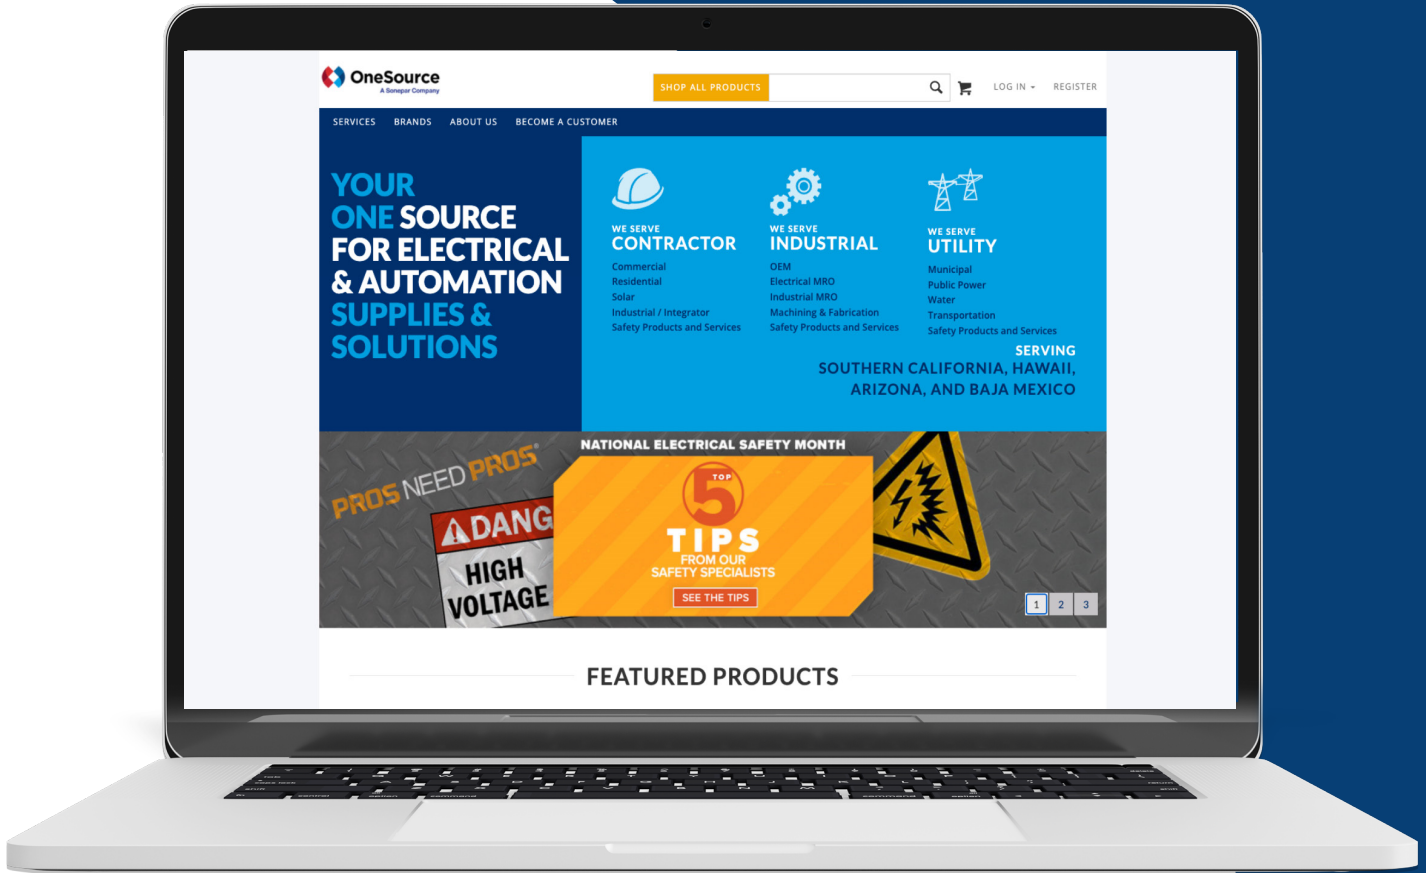 OneSource
A Sonepar Company
SHOP ALL PRODUCTS
LOG IN
REGISTER
SERVICES BRANDS ABOUT US BECOME A CUSTOMER
YOUR
ONE SOURCE
FOR ELECTRICAL
& AUTOMATION
SUPPLIES &
SOLUTIONS
WE SERVE
CONTRACTOR
Commercial
Residential
Solar
Industrial / Integrator
Safety Products and Services
WE SERVE
INDUSTRIAL
OEM
Electrical MRO
Industrial MRO
Machining & Fabrication
Safety Products and Services
WE SERVE
UTILITY
Municipal
Public Power
Water
Transportation
Safety Products and Services
SERVING
SOUTHERN CALIFORNIA, HAWAII,
ARIZONA, AND BAJA MEXICO
PROS NEED PROS®
DANG
HIGH
VOLTAGE
NATIONAL ELECTRICAL SAFETY MONTH
TOP
5
TIPS
FROM OUR
SAFETY SPECIALISTS
SEE THE TIPS
1 2 3
FEATURED PRODUCTS